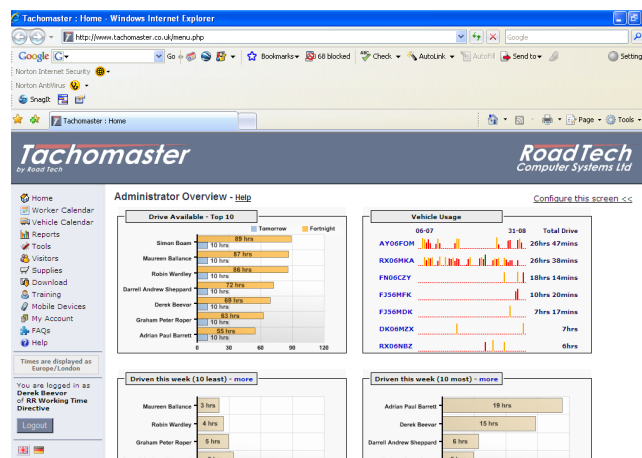 Tachomaster : Home - Windows Internet Explorer
http://www.tachomaster.co.uk/menu.php
Google
Google G Go Bookmarks 68 blocked Check AutoLink AutoFill Send to Setting
Norton Internet Security
Norton AntiVirus
SnagIt
Tachomaster : Home
Page Tools
Tachomaster
by Road Tech
RoadTech
Computer Systems Ltd
Home
Worker Calendar
Vehicle Calendar
Reports
Tools
Visitors
Supplies
Download
Training
Mobile Devices
My Account
FAQs
Help
Times are displayed as
Europe/London
You are logged in as
Derek Beevor
of RR Working Time
Directive
Logout
Administrator Overview - Help
Configure this screen <<
Drive Available - Top 10
Tomorrow Fortnight
Simon Boam 89 hrs
10 hrs
Maureen Ballance 87 hrs
10 hrs
Robin Wardley 86 hrs
10 hrs
Darrell Andrew Sheppard 72 hrs
10 hrs
Derek Beevor 69 hrs
10 hrs
Graham Peter Roper 63 hrs
10 hrs
Adrian Paul Barrett 55 hrs
10 hrs
0 30 60 90 120
Vehicle Usage
06-07 31-08 Total Drive
AY06FOM 26hrs 47mins
RX06MKA 26hrs 38mins
FN06CZY 18hrs 14mins
FJ56MFK 10hrs 20mins
FJ56MDK 7hrs 17mins
DK06MZX 7hrs
RX06NBZ 6hrs
Driven this week (10 least) - more
Maureen Ballance 3 hrs
Robin Wardley 4 hrs
Graham Peter Roper 5 hrs
Driven this week (10 most) - more
Adrian Paul Barrett 19 hrs
Derek Beevor 15 hrs
Darrell Andrew Sheppard 6 hrs